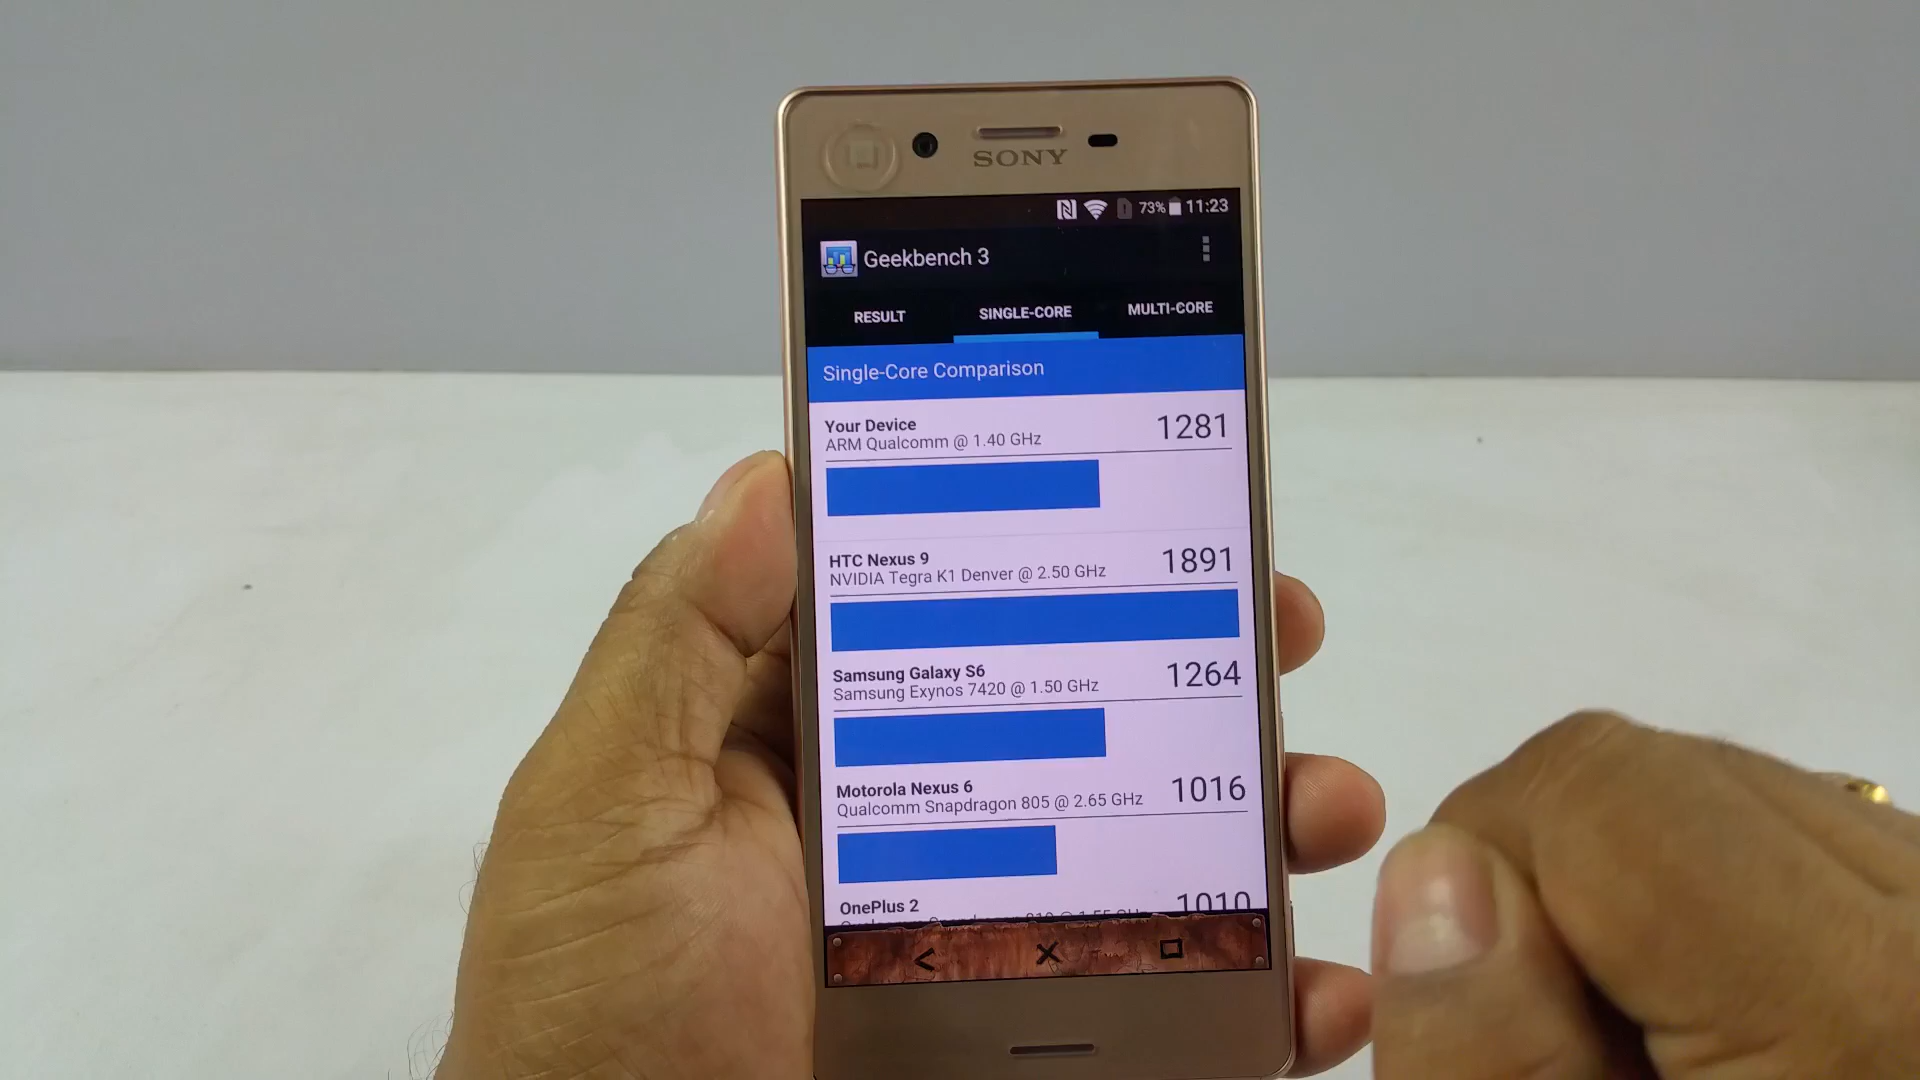 SONY
73% 11:23
Geekbench 3
RESULT SINGLE-CORE MULTI-CORE
Single-Core Comparison
Your Device 1281
ARM Qualcomm @ 1.40 GHz
HTC Nexus 9 1891
NVIDIA Tegra K1 Denver @ 2.50 GHz
Samsung Galaxy S6 1264
Samsung Exynos 7420 @ 1.50 GHz
Motorola Nexus 6 1016
Qualcomm Snapdragon 805 @ 2.65 GHz
OnePlus 2 1010